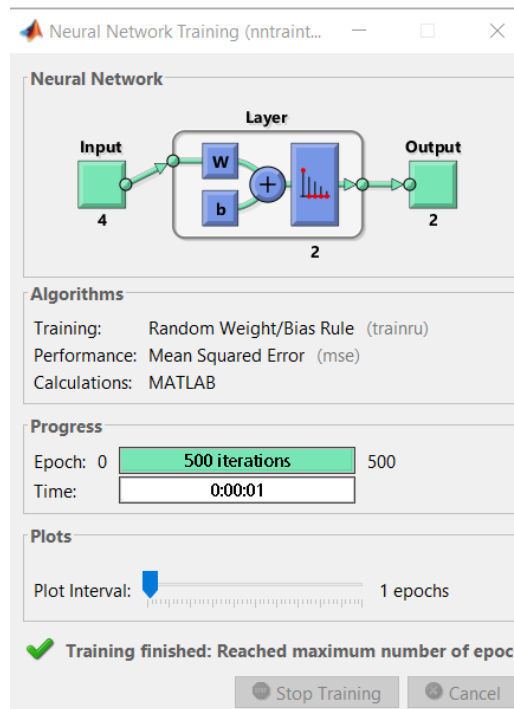 Neural Network Training (nntraint...
Neural Network
Layer
Input
Output
W
b
+
4
2
2
Algorithms
Training: Random Weight/Bias Rule (trainru)
Performance: Mean Squared Error (mse)
Calculations: MATLAB
Progress
Epoch: 0 500 iterations 500
Time: 0:00:01
Plots
Plot Interval: 1 epochs
Training finished: Reached maximum number of epoc
Stop Training Cancel